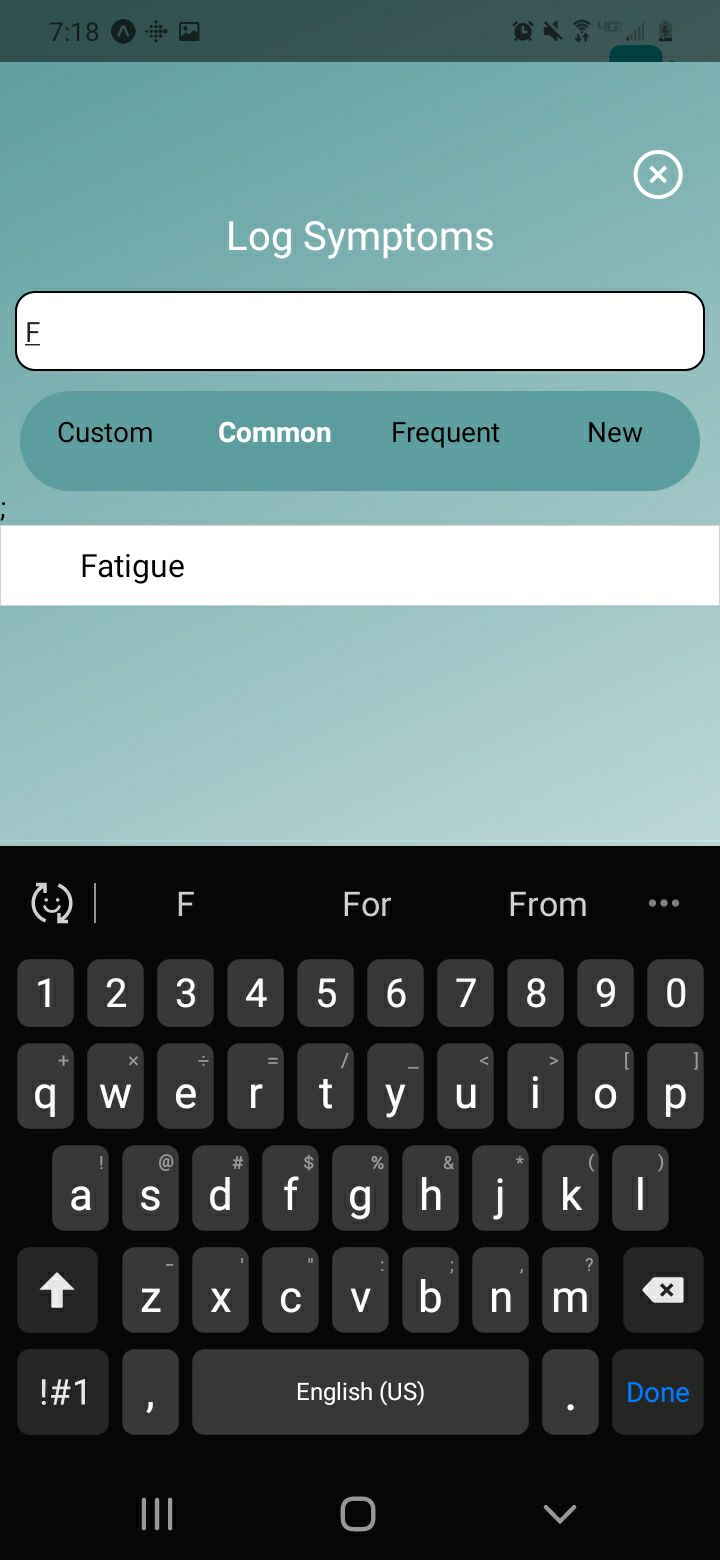 7:18 4GE
Log Symptoms
F
Custom Common Frequent New
;
Fatigue
F For From
1 2 3 4 5 6 7 8 9 0
+ × ÷ = / _ < > [ ]
q w e r t y u i o p
! @ # $ % & * ( )
a s d f g h j k l
- ' " : ; , ?
z x c v b n m
!#1 , English (US) . Done